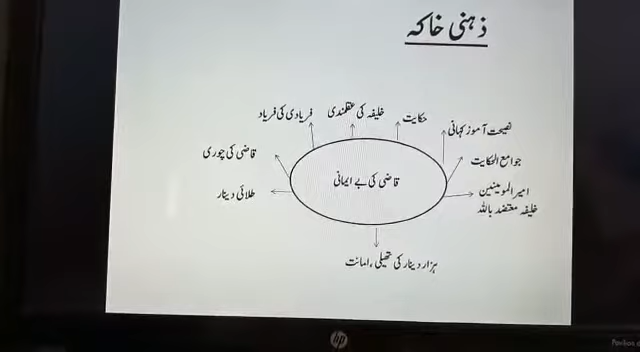 ذہنی خاکہ
نصیحت آموز کہانی
حکایت
خلیفہ کی عقلمندی
فریادی کی فریاد
جوامع الحکایت
قاضی کی چوری
قاضی کی بے ایمانی
امیر المومینین
خلیفہ معتضد باللہ
طلائی دینار
ہزار دینار کی تھیلی ، امانت
hp